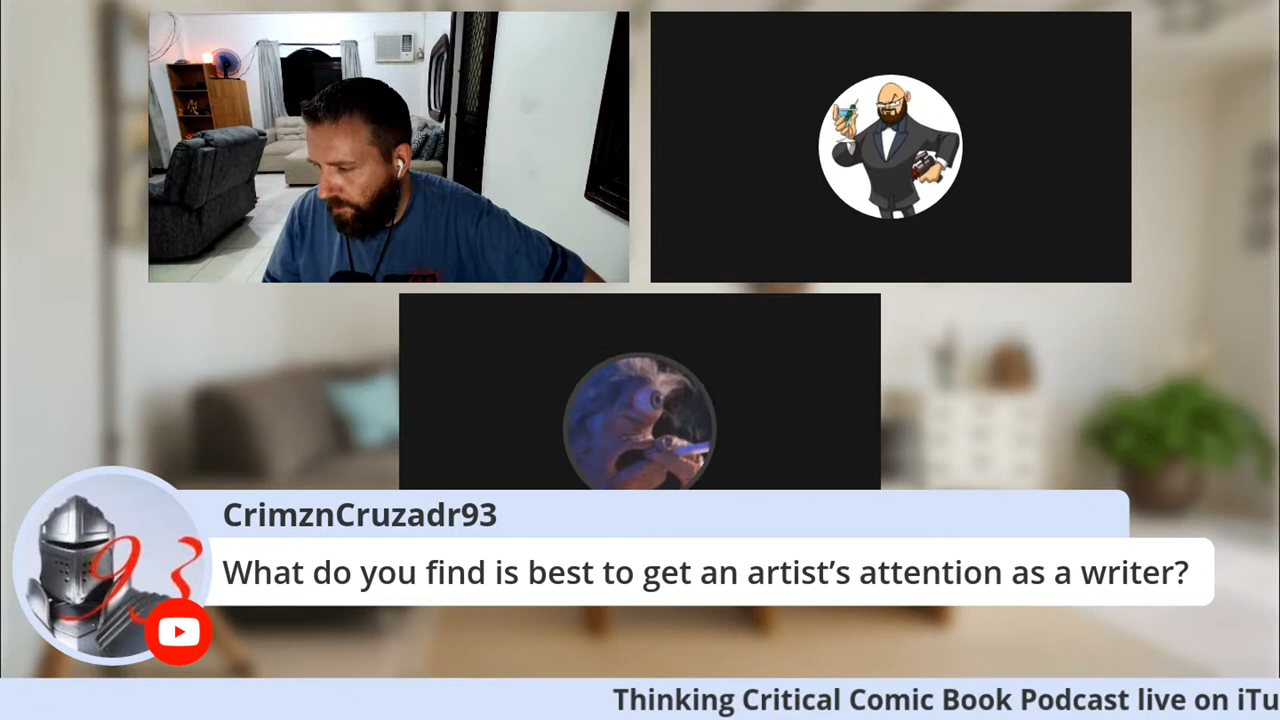 CrimznCruzadr93
93
What do you find is best to get an artist’s attention as a writer?
Thinking Critical Comic Book Podcast live on iTu